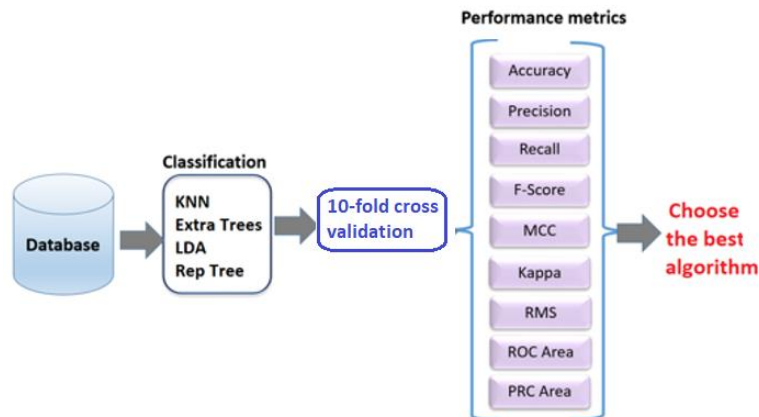 Database
Classification
KNN
Extra Trees
LDA
Rep Tree
10-fold cross
validation
Performance metrics
Accuracy
Precision
Recall
F-Score
MCC
Kappa
RMS
ROC Area
PRC Area
Choose
the best
algorithm